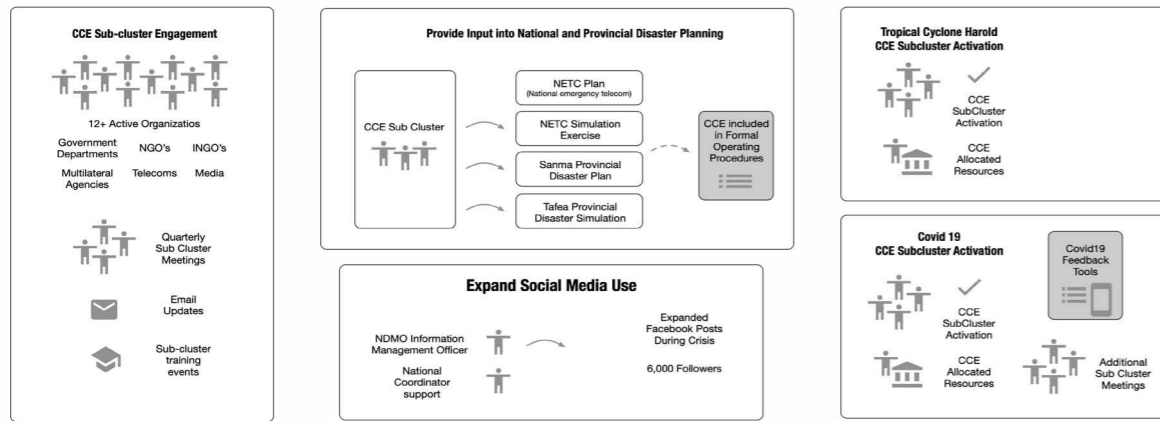 CCE Sub-cluster Engagement
12+ Active Organizatios
Government
Departments
NGO's
INGO's
Multilateral
Agencies
Telecoms
Media
Quarterly
Sub Cluster
Meetings
Email
Updates
Sub-cluster
training
events
Provide Input into National and Provincial Disaster Planning
CCE Sub Cluster
NETC Plan
(National emergency telecom)
NETC Simulation
Exercise
Sanma Provincial
Disaster Plan
Tafea Provincial
Disaster Simulation
CCE included
in Formal
Operating
Procedures
Expand Social Media Use
NDMO Information
Management Officer
National
Coordinator
support
Expanded
Facebook Posts
During Crisis
6,000 Followers
Tropical Cyclone Harold
CCE Subcluster Activation
CCE
SubCluster
Activation
CCE
Allocated
Resources
Covid 19
CCE Subcluster Activation
CCE
SubCluster
Activation
CCE
Allocated
Resources
Covid19
Feedback
Tools
Additional
Sub Cluster
Meetings